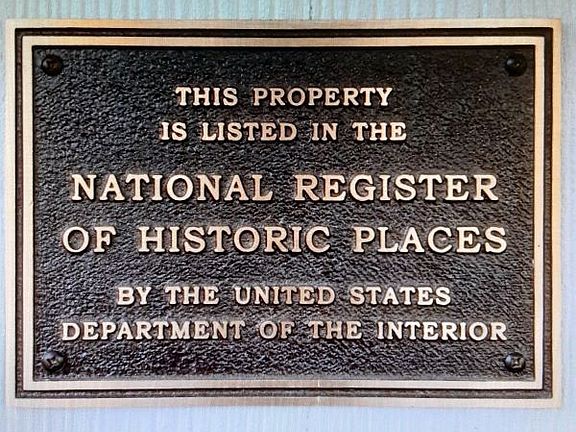 THIS PROPERTY
IS LISTED IN THE
NATIONAL REGISTER
OF HISTORIC PLACES
BY THE UNITED STATES
DEPARTMENT OF THE INTERIOR